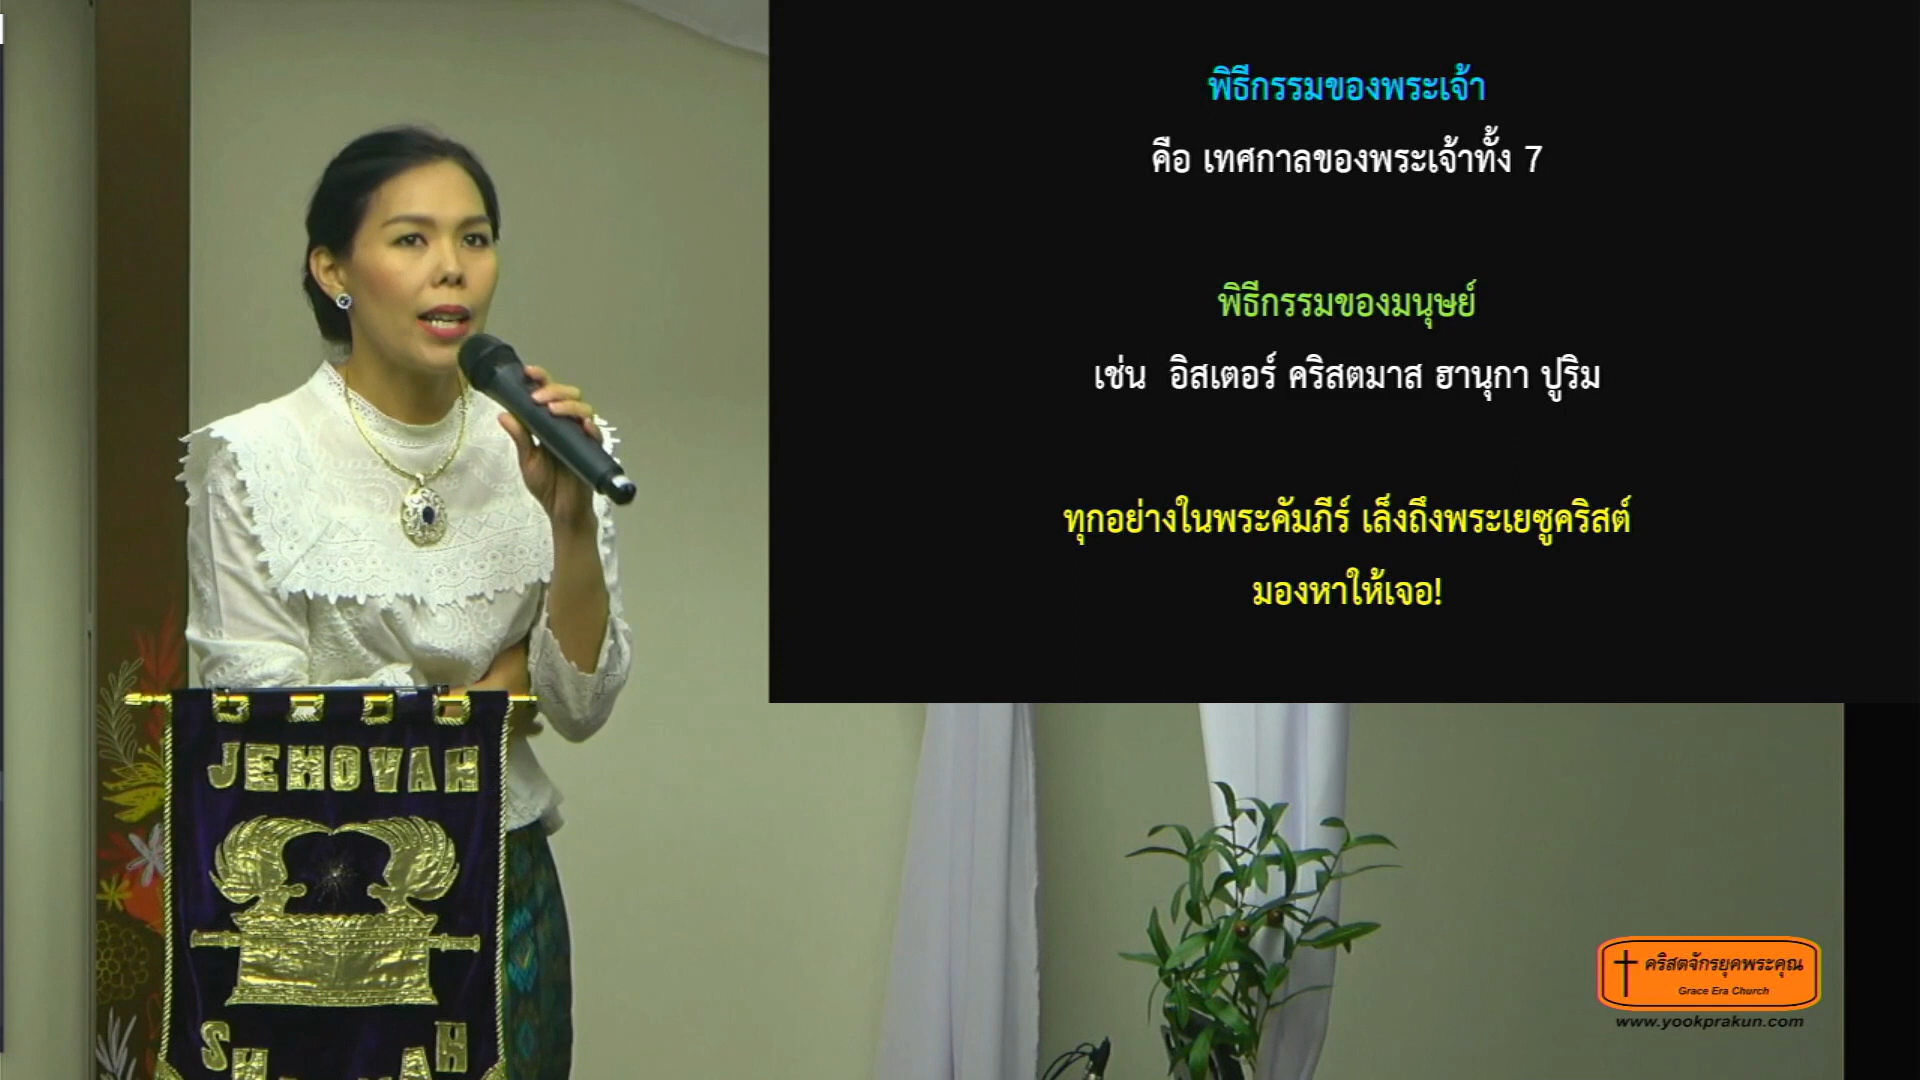 พิธีกรรมของพระเจ้า
คือ เทศกาลของพระเจ้าทั้ง 7
พิธีกรรมของมนุษย์
เช่น อิสเตอร์ คริสตมาส ฮานุกา ปูริม
ทุกอย่างในพระคัมภีร์ เล็งถึงพระเยซูคริสต์
มองหาให้เจอ!
JEHOVAH
คริสตจักรยุคพระคุณ
Grace Era Church
www.yookprakun.com